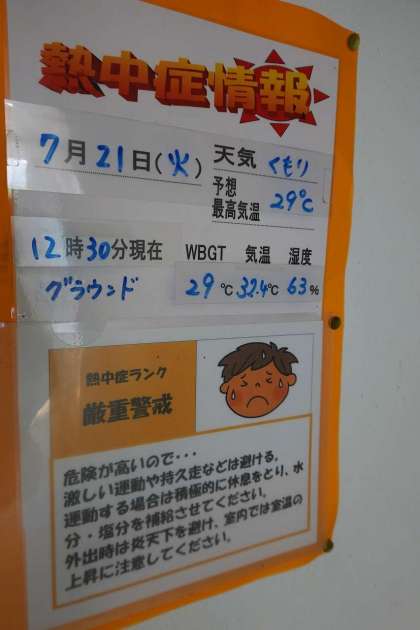 熱中症情報
7月21日(火) 天気 くもり
予想最高気温 29℃
12時30分現在 WBGT 気温 湿度
グラウンド 29℃ 32.4℃ 63%
熱中症ランク
厳重警戒
危険が高いので・・・
激しい運動や持久走などは避ける。
運動する場合は積極的に休息をとり、水
分・塩分を補給させてください。
外出時は炎天下を避け、室内では室温の
上昇に注意してください。